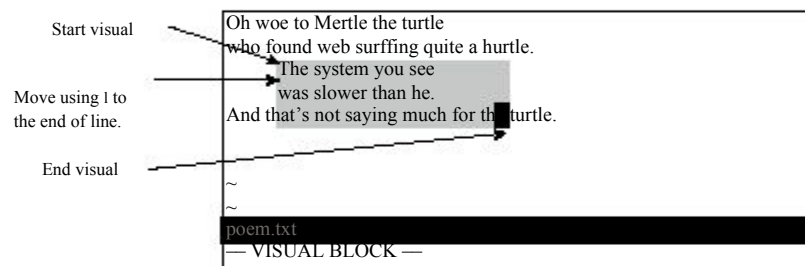 Start visual
Move using l to
the end of line.
End visual
Oh woe to Mertle the turtle
who found web surffing quite a hurtle.
The system you see
was slower than he.
And that’s not saying much for th turtle.
~
~
poem.txt
— VISUAL BLOCK —